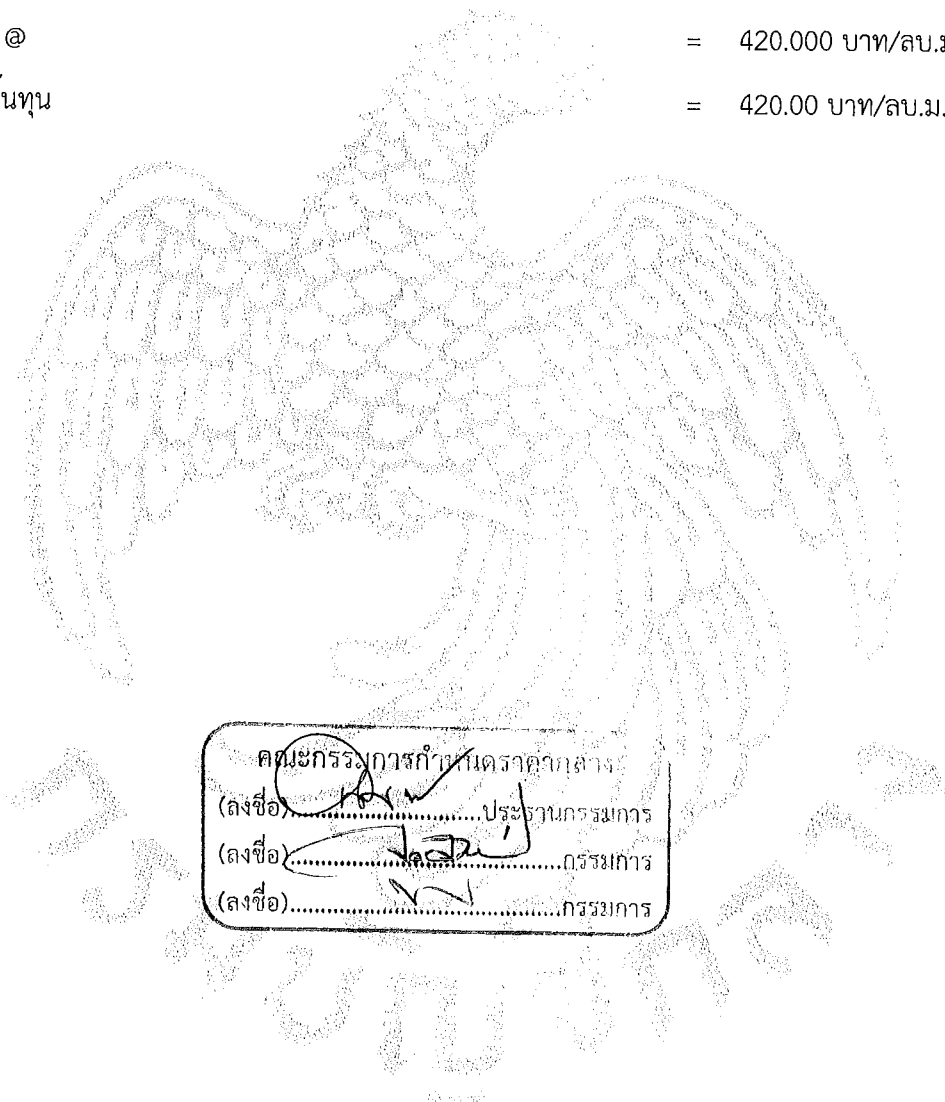 @ = 420.000 บาท/ลบ.ม
้นทุน = 420.00 บาท/ลบ.ม.
คณะกรรมการกำหนดราคากลาง
(ลงชื่อ)..........ประธานกรรมการ
(ลงชื่อ)..........กรรมการ
(ลงชื่อ)..........กรรมการ